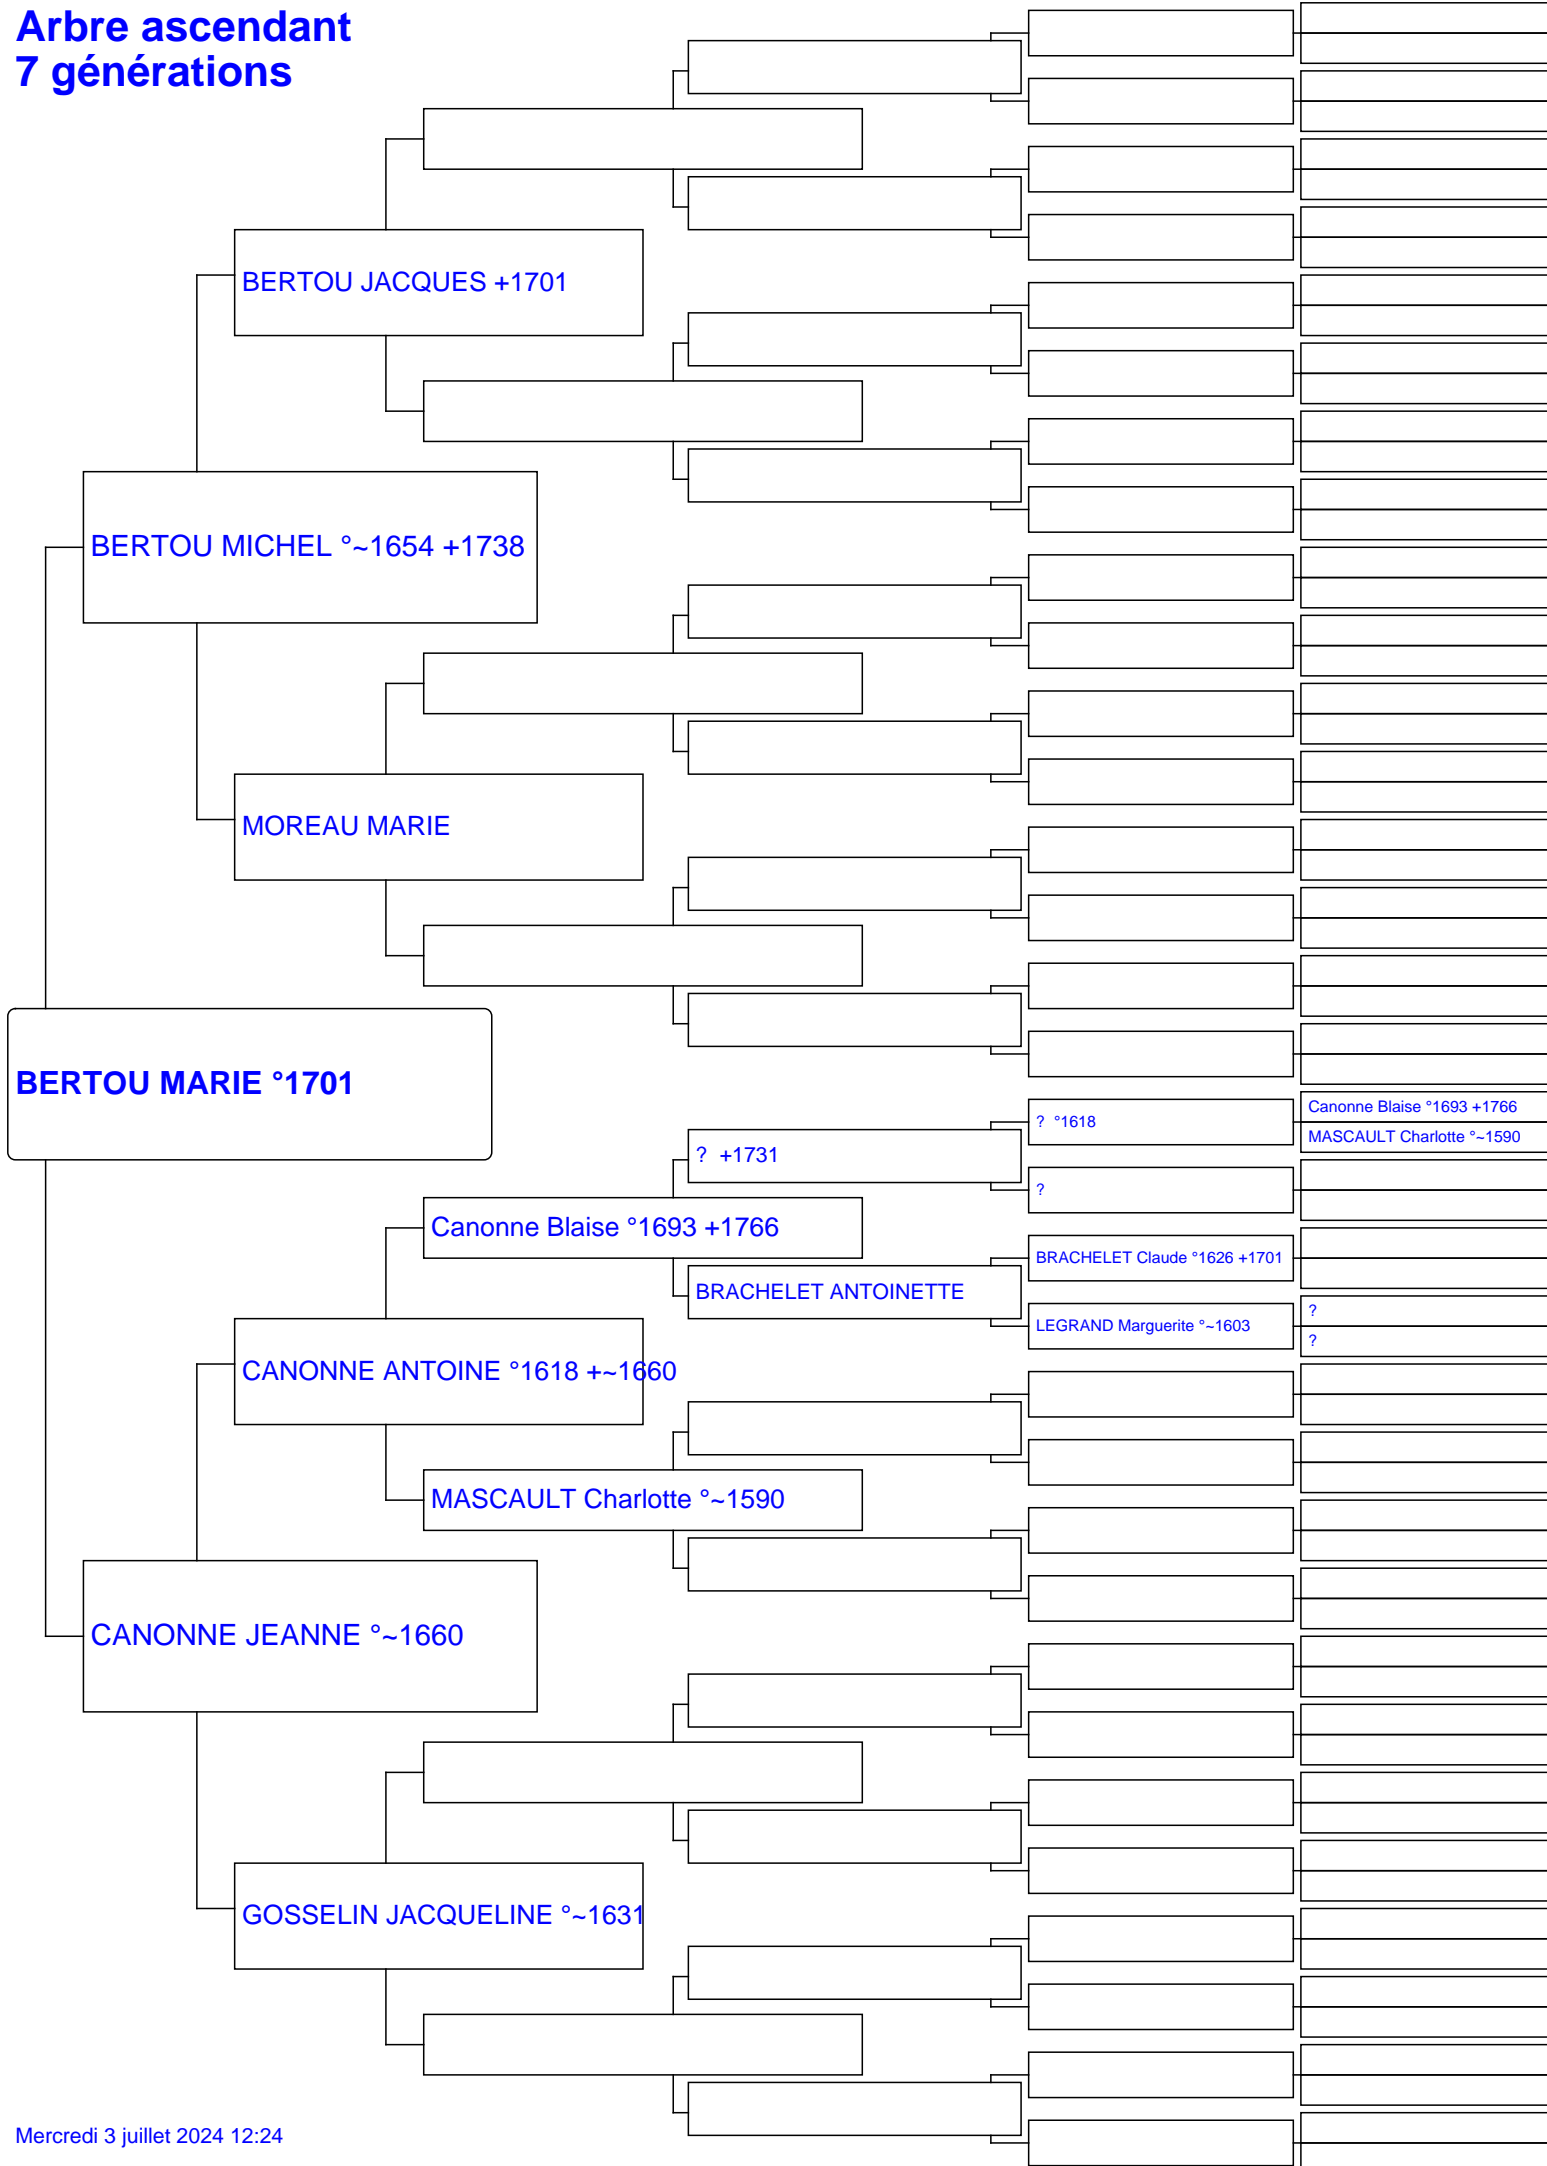 Arbre ascendant
7 générations
BERTOU JACQUES +1701
BERTOU MICHEL °~1654 +1738
MOREAU MARIE
BERTOU MARIE °1701
Canonne Blaise °1693 +1766
? °1618
MASCAULT Charlotte °~1590
? +1731
?
Canonne Blaise °1693 +1766
BRACHELET Claude °1626 +1701
BRACHELET ANTOINETTE
?
LEGRAND Marguerite °~1603
?
CANONNE ANTOINE °1618 +~1660
MASCAULT Charlotte °~1590
CANONNE JEANNE °~1660
GOSSELIN JACQUELINE °~1631
Mercredi 3 juillet 2024 12:24